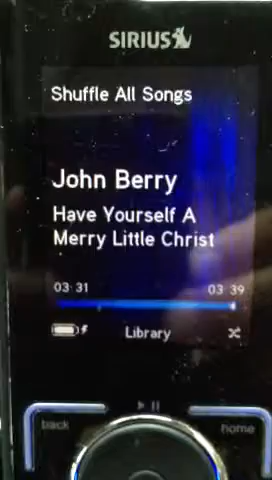 SIRIUS
Shuffle All Songs
John Berry
Have Yourself A
Merry Little Christ
03:31 03:39
Library
back home